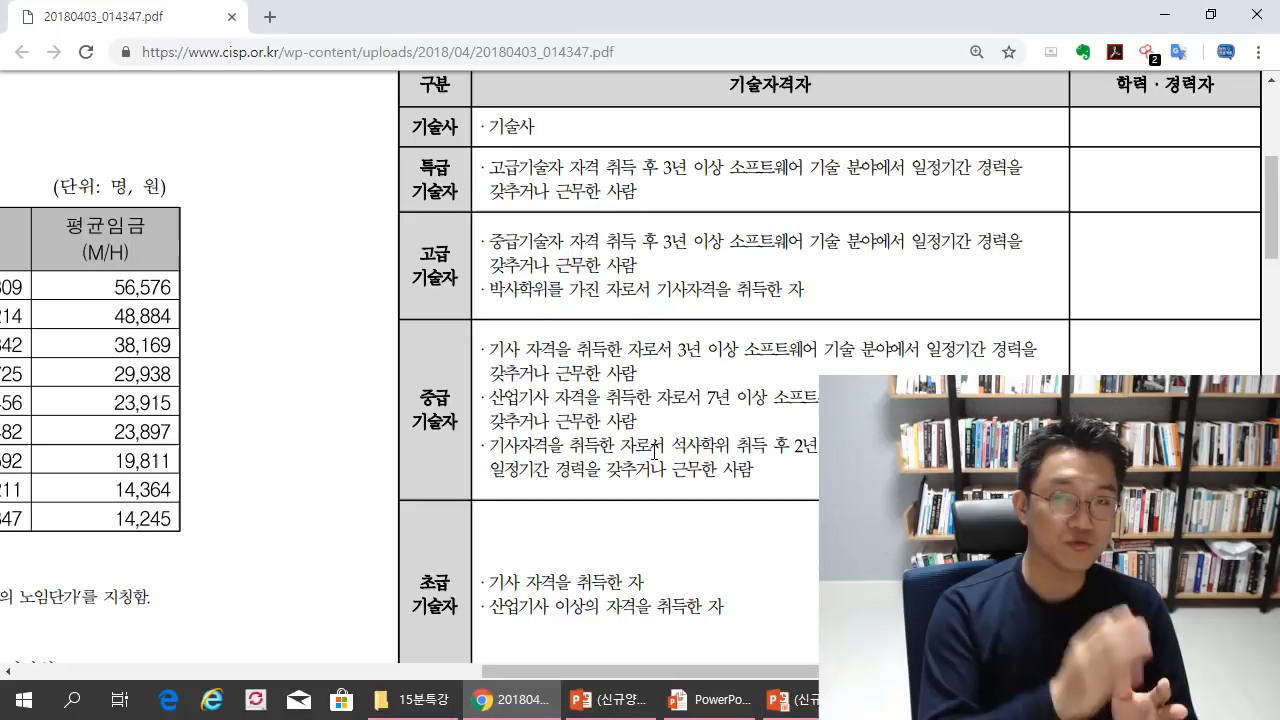 20180403_014347.pdf
https://www.cisp.or.kr/wp-content/uploads/2018/04/20180403_014347.pdf
2
(단위: 명, 원)
평균임금
(M/H)
309 56,576
214 48,884
342 38,169
725 29,938
456 23,915
482 23,897
592 19,811
211 14,364
347 14,245
의 노임단가'를 지칭함.
구분 기술자격자 학력 · 경력자
기술사 · 기술사
특급
기술자
· 고급기술자 자격 취득 후 3년 이상 소프트웨어 기술 분야에서 일정기간 경력을
갖추거나 근무한 사람
고급
기술자
· 중급기술자 자격 취득 후 3년 이상 소프트웨어 기술 분야에서 일정기간 경력을
갖추거나 근무한 사람
· 박사학위를 가진 자로서 기사자격을 취득한 자
중급
기술자
· 기사 자격을 취득한 자로서 3년 이상 소프트웨어 기술 분야에서 일정기간 경력을
갖추거나 근무한 사람
· 산업기사 자격을 취득한 자로서 7년 이상 소프트
갖추거나 근무한 사람
· 기사자격을 취득한 자로서 석사학위 취득 후 2년
일정기간 경력을 갖추거나 근무한 사람
초급
기술자
· 기사 자격을 취득한 자
· 산업기사 이상의 자격을 취득한 자
15분특강
201804...
(신규양...
PowerPo...
(신규